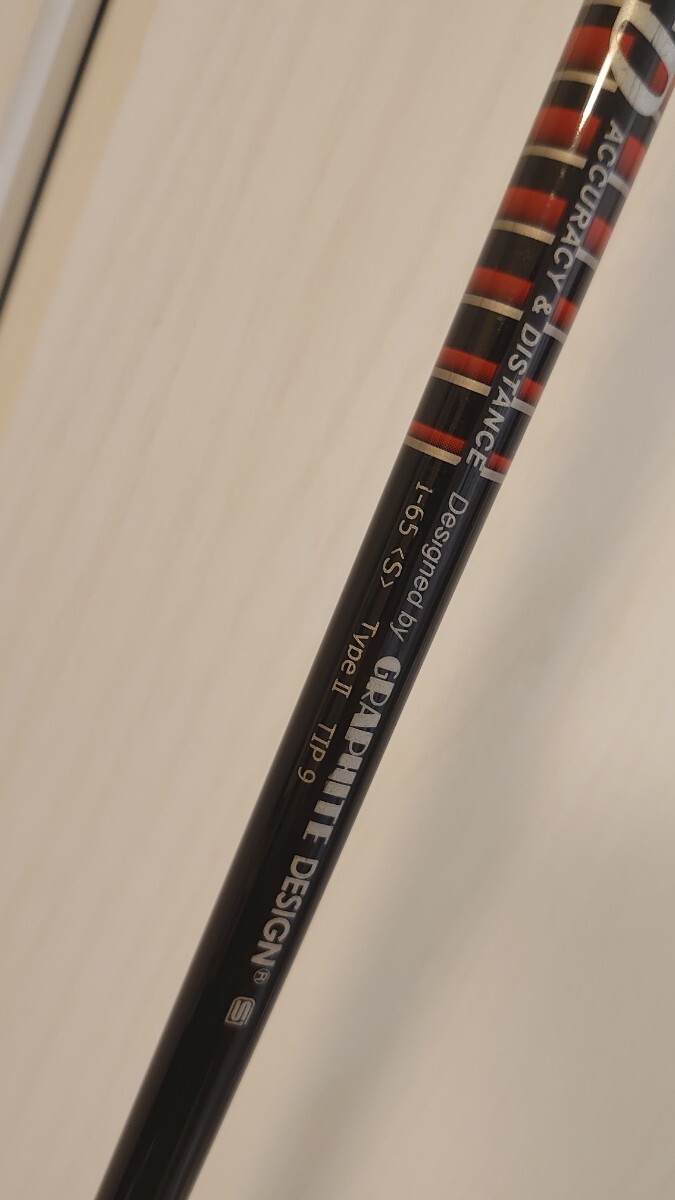 ACCURACY & DISTANCE
Designed by GRAPHITE DESIGN®
I-65 <S> Type II TIP 9